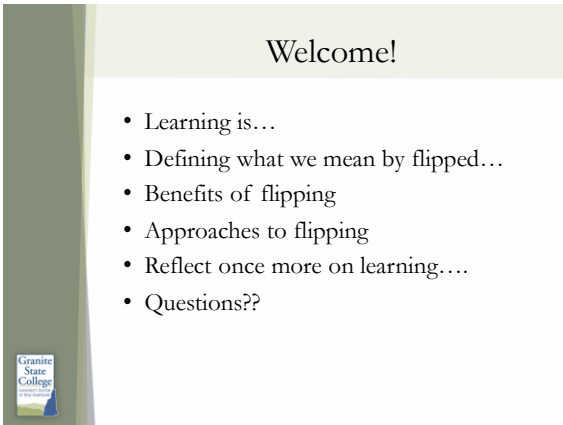 Welcome!
• Learning is…
• Defining what we mean by flipped…
• Benefits of flipping
• Approaches to flipping
• Reflect once more on learning….
• Questions??
Granite
State
College